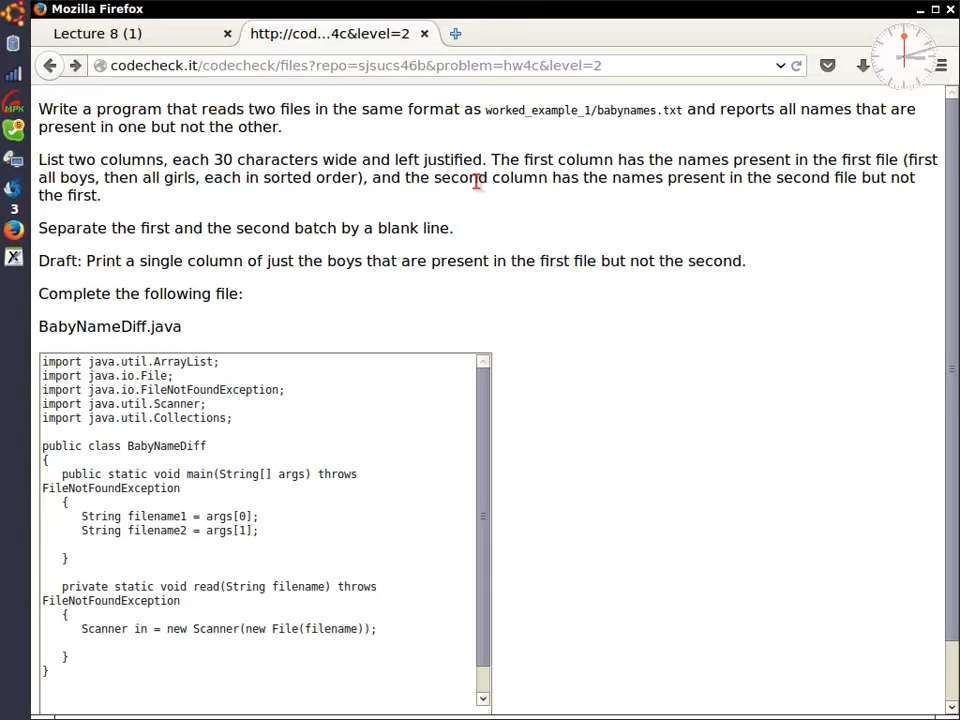 Mozilla Firefox
Lecture 8 (1)
http://cod...4c&level=2
codecheck.it/codecheck/files?repo=sjsucs46b&problem=hw4c&level=2
Write a program that reads two files in the same format as worked_example_1/babynames.txt and reports all names that are
present in one but not the other.
List two columns, each 30 characters wide and left justified. The first column has the names present in the first file (first
all boys, then all girls, each in sorted order), and the second column has the names present in the second file but not
the first.
Separate the first and the second batch by a blank line.
Draft: Print a single column of just the boys that are present in the first file but not the second.
Complete the following file:
BabyNameDiff.java
import java.util.ArrayList;
import java.io.File;
import java.io.FileNotFoundException;
import java.util.Scanner;
import java.util.Collections;
public class BabyNameDiff
{
public static void main(String[] args) throws
FileNotFoundException
{
String filename1 = args[0];
String filename2 = args[1];
}
private static void read(String filename) throws
FileNotFoundException
{
Scanner in = new Scanner(new File(filename));
}
}
MPX
5
3
X